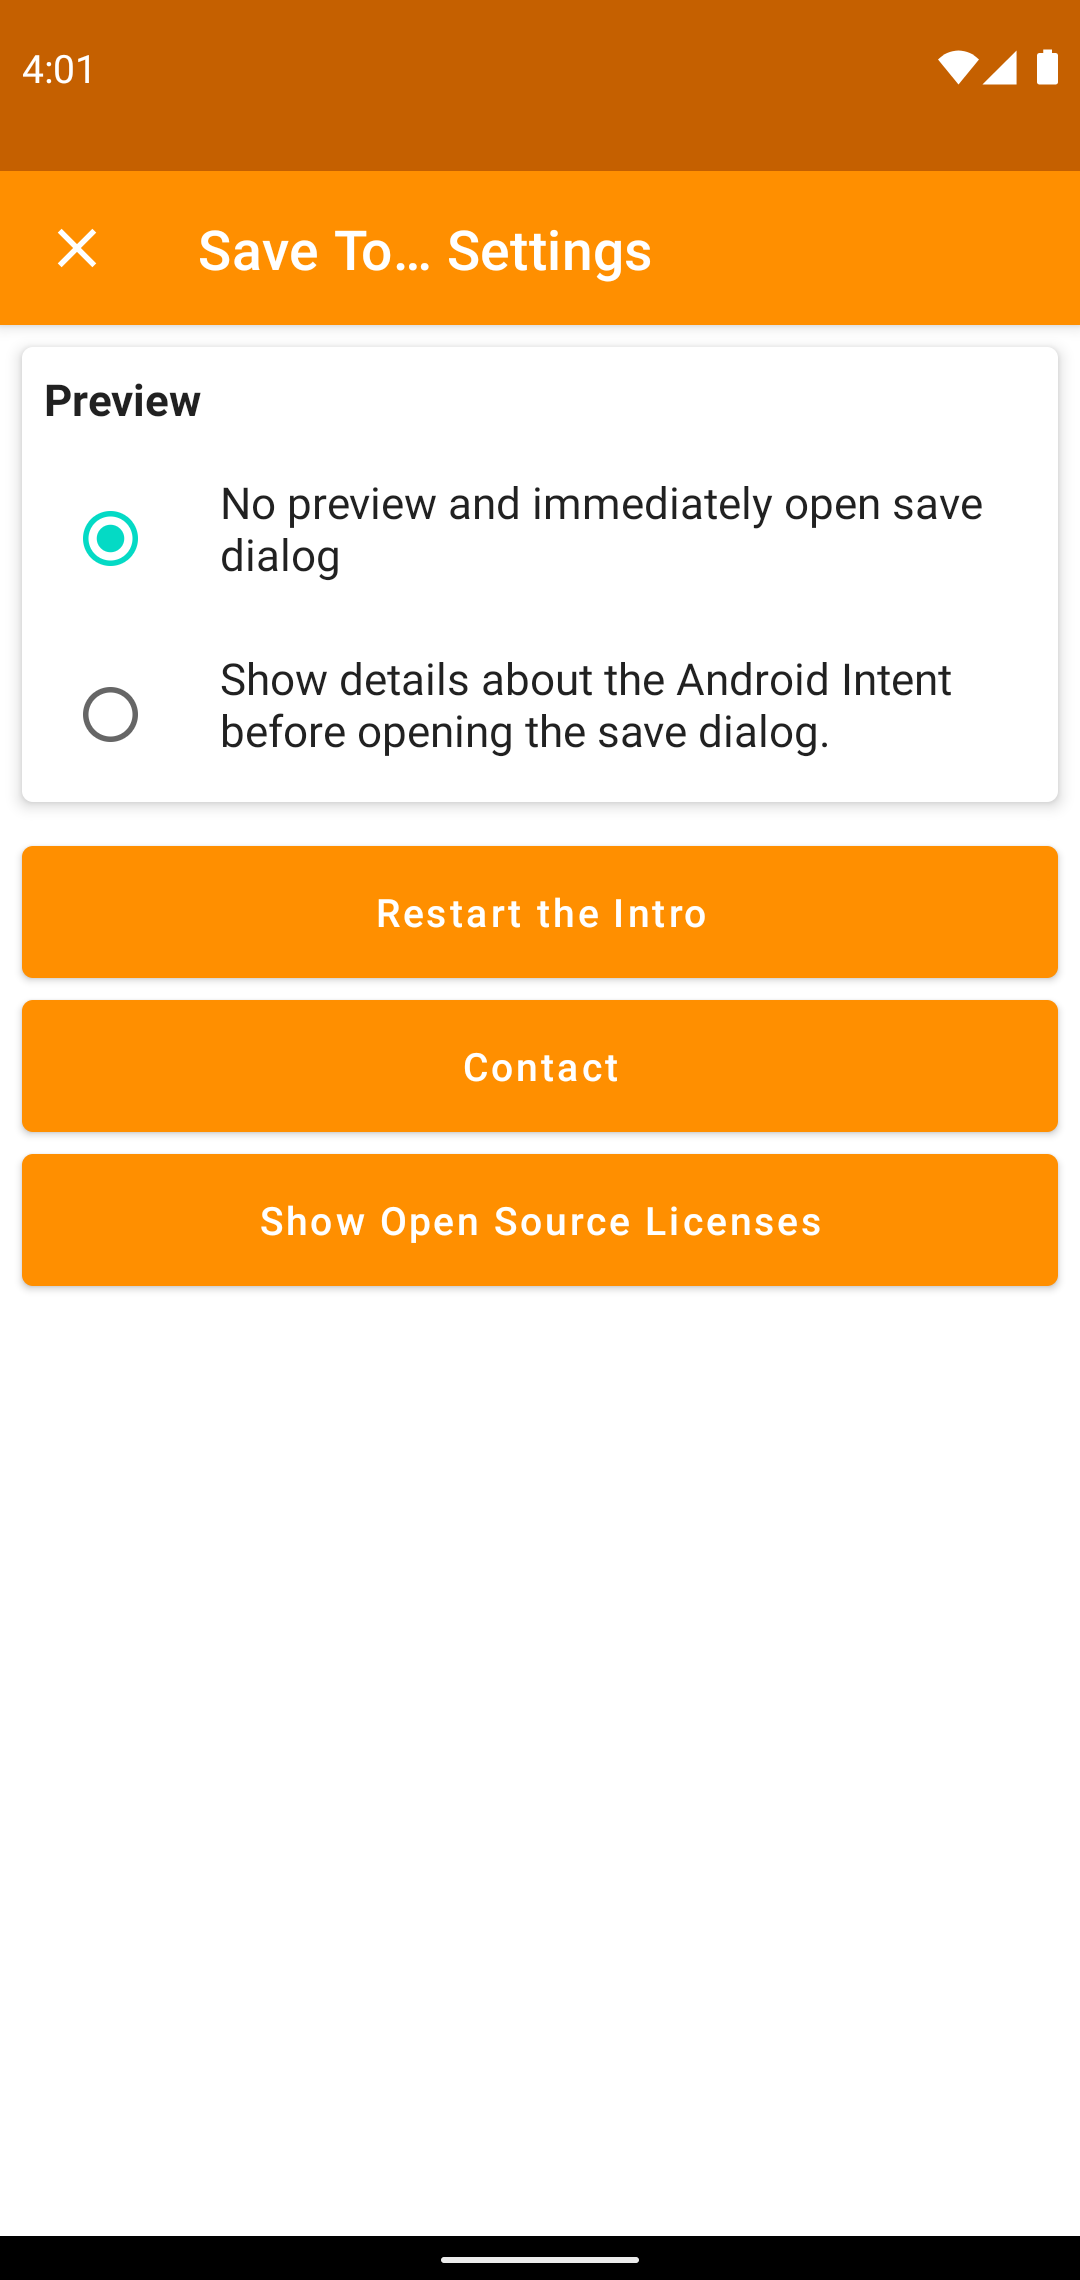 4:01
Save To... Settings
Preview
No preview and immediately open save
dialog
Show details about the Android Intent
before opening the save dialog.
Restart the Intro
Contact
Show Open Source Licenses